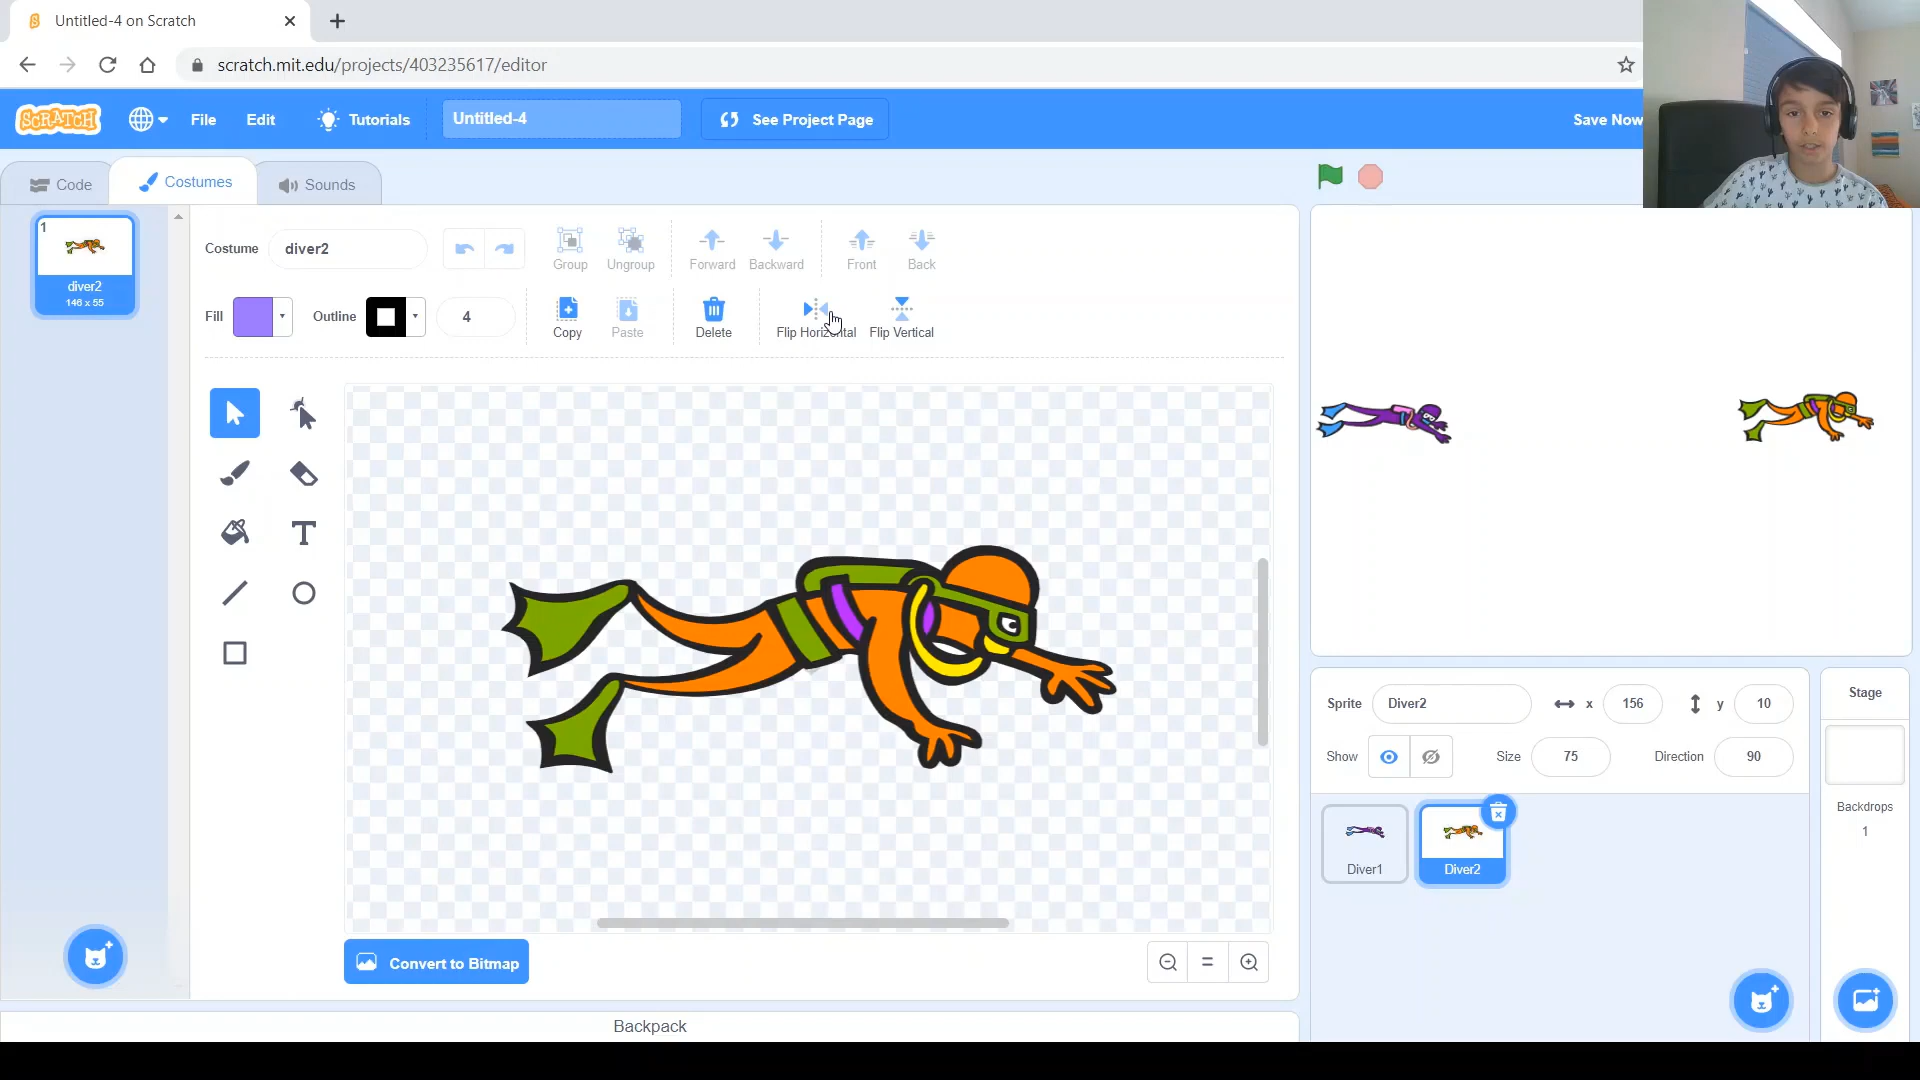 Untitled-4 on Scratch
scratch.mit.edu/projects/403235617/editor
SCRATCH
File
Edit
Tutorials
Untitled-4
See Project Page
Save Now
Code
Costumes
Sounds
1
diver2
146 x 55
Costume
diver2
Group
Ungroup
Forward
Backward
Front
Back
Fill
Outline
4
Copy
Paste
Delete
Flip Horizontal
Flip Vertical
T
Convert to Bitmap
Backpack
Sprite
Diver2
x
156
y
10
Show
Size
75
Direction
90
Diver1
Diver2
Stage
Backdrops
1